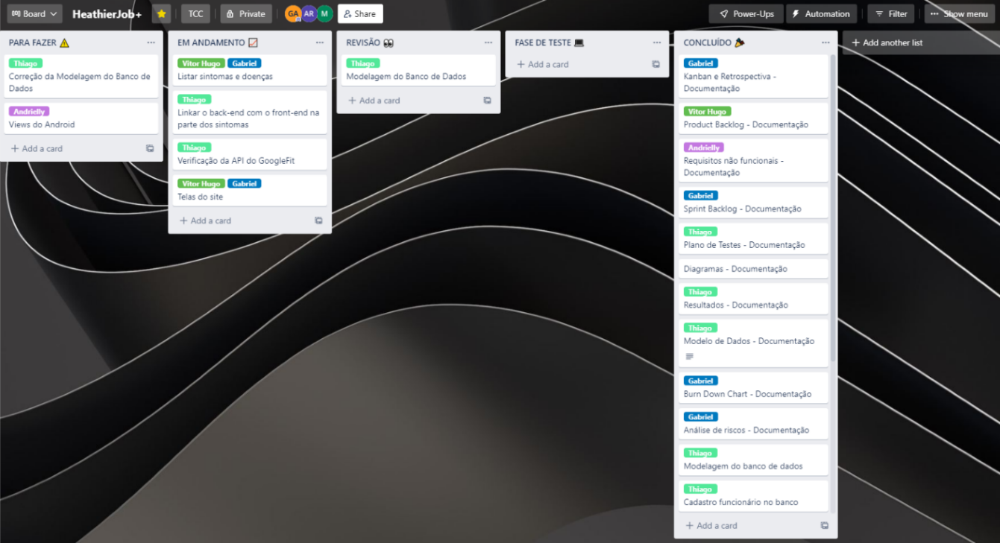 Board
HeathierJob+
TCC
Private
GA
AR
M
Share
Power-Ups
Automation
Filter
Show menu
PARA FAZER
Thiago
Correção da Modelagem do Banco de
Dados
Andrielly
Views do Android
Add a card
EM ANDAMENTO
Vitor Hugo Gabriel
Listar sintomas e doenças
Thiago
Linkar o back-end com o front-end na
parte dos sintomas
Thiago
Verificação da API do GoogleFit
Vitor Hugo Gabriel
Telas do site
Add a card
REVISÃO
Thiago
Modelagem do Banco de Dados
Add a card
FASE DE TESTE
Add a card
CONCLUÍDO
Gabriel
Kanban e Retrospectiva -
Documentação
Vitor Hugo
Product Backlog - Documentação
Andrielly
Requisitos não funcionais -
Documentação
Gabriel
Sprint Backlog - Documentação
Thiago
Plano de Testes - Documentação
Diagramas - Documentação
Thiago
Resultados - Documentação
Thiago
Modelo de Dados - Documentação
Gabriel
Burn Down Chart - Documentação
Gabriel
Análise de riscos - Documentação
Thiago
Modelagem do banco de dados
Thiago
Cadastro funcionário no banco
Add a card
Add another list